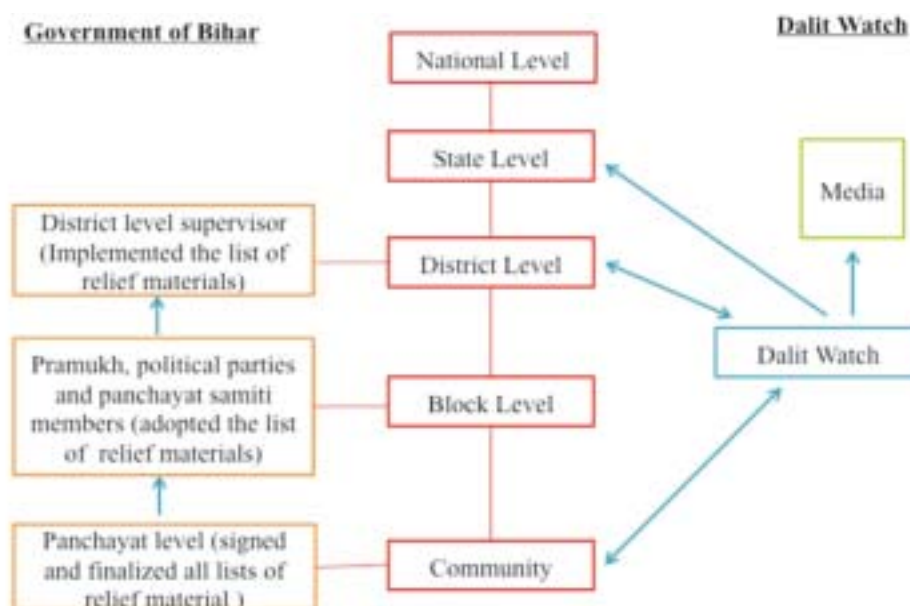 Government of Bihar
Dalit Watch
National Level
State Level
Media
District level supervisor
(Implemented the list of
relief materials)
District Level
Dalit Watch
Pramukh, political parties
and panchayat samiti
members (adopted the list
of relief materials)
Block Level
Panchayat level (signed
and finalized all lists of
relief material )
Community